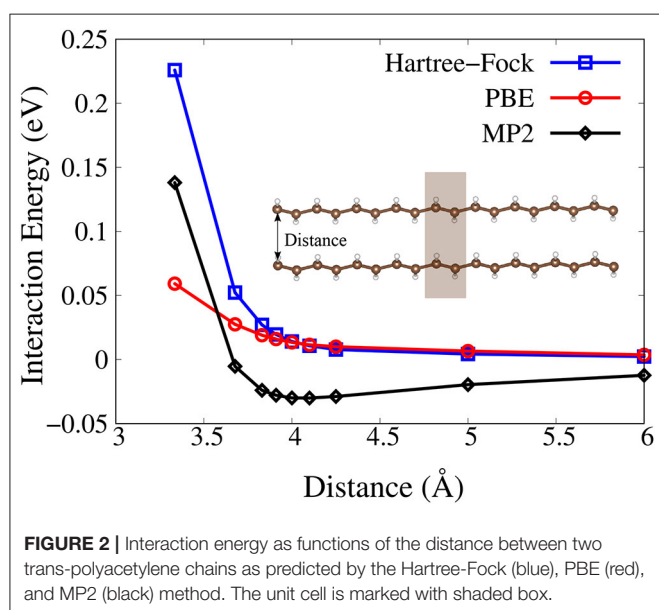 0.25
0.2
0.15
0.1
0.05
0
−0.05
Interaction Energy (eV)
Hartree−Fock
PBE
MP2
Distance
3 3.5 4 4.5 5 5.5 6
Distance (Å)
FIGURE 2 | Interaction energy as functions of the distance between two
trans-polyacetylene chains as predicted by the Hartree-Fock (blue), PBE (red),
and MP2 (black) method. The unit cell is marked with shaded box.